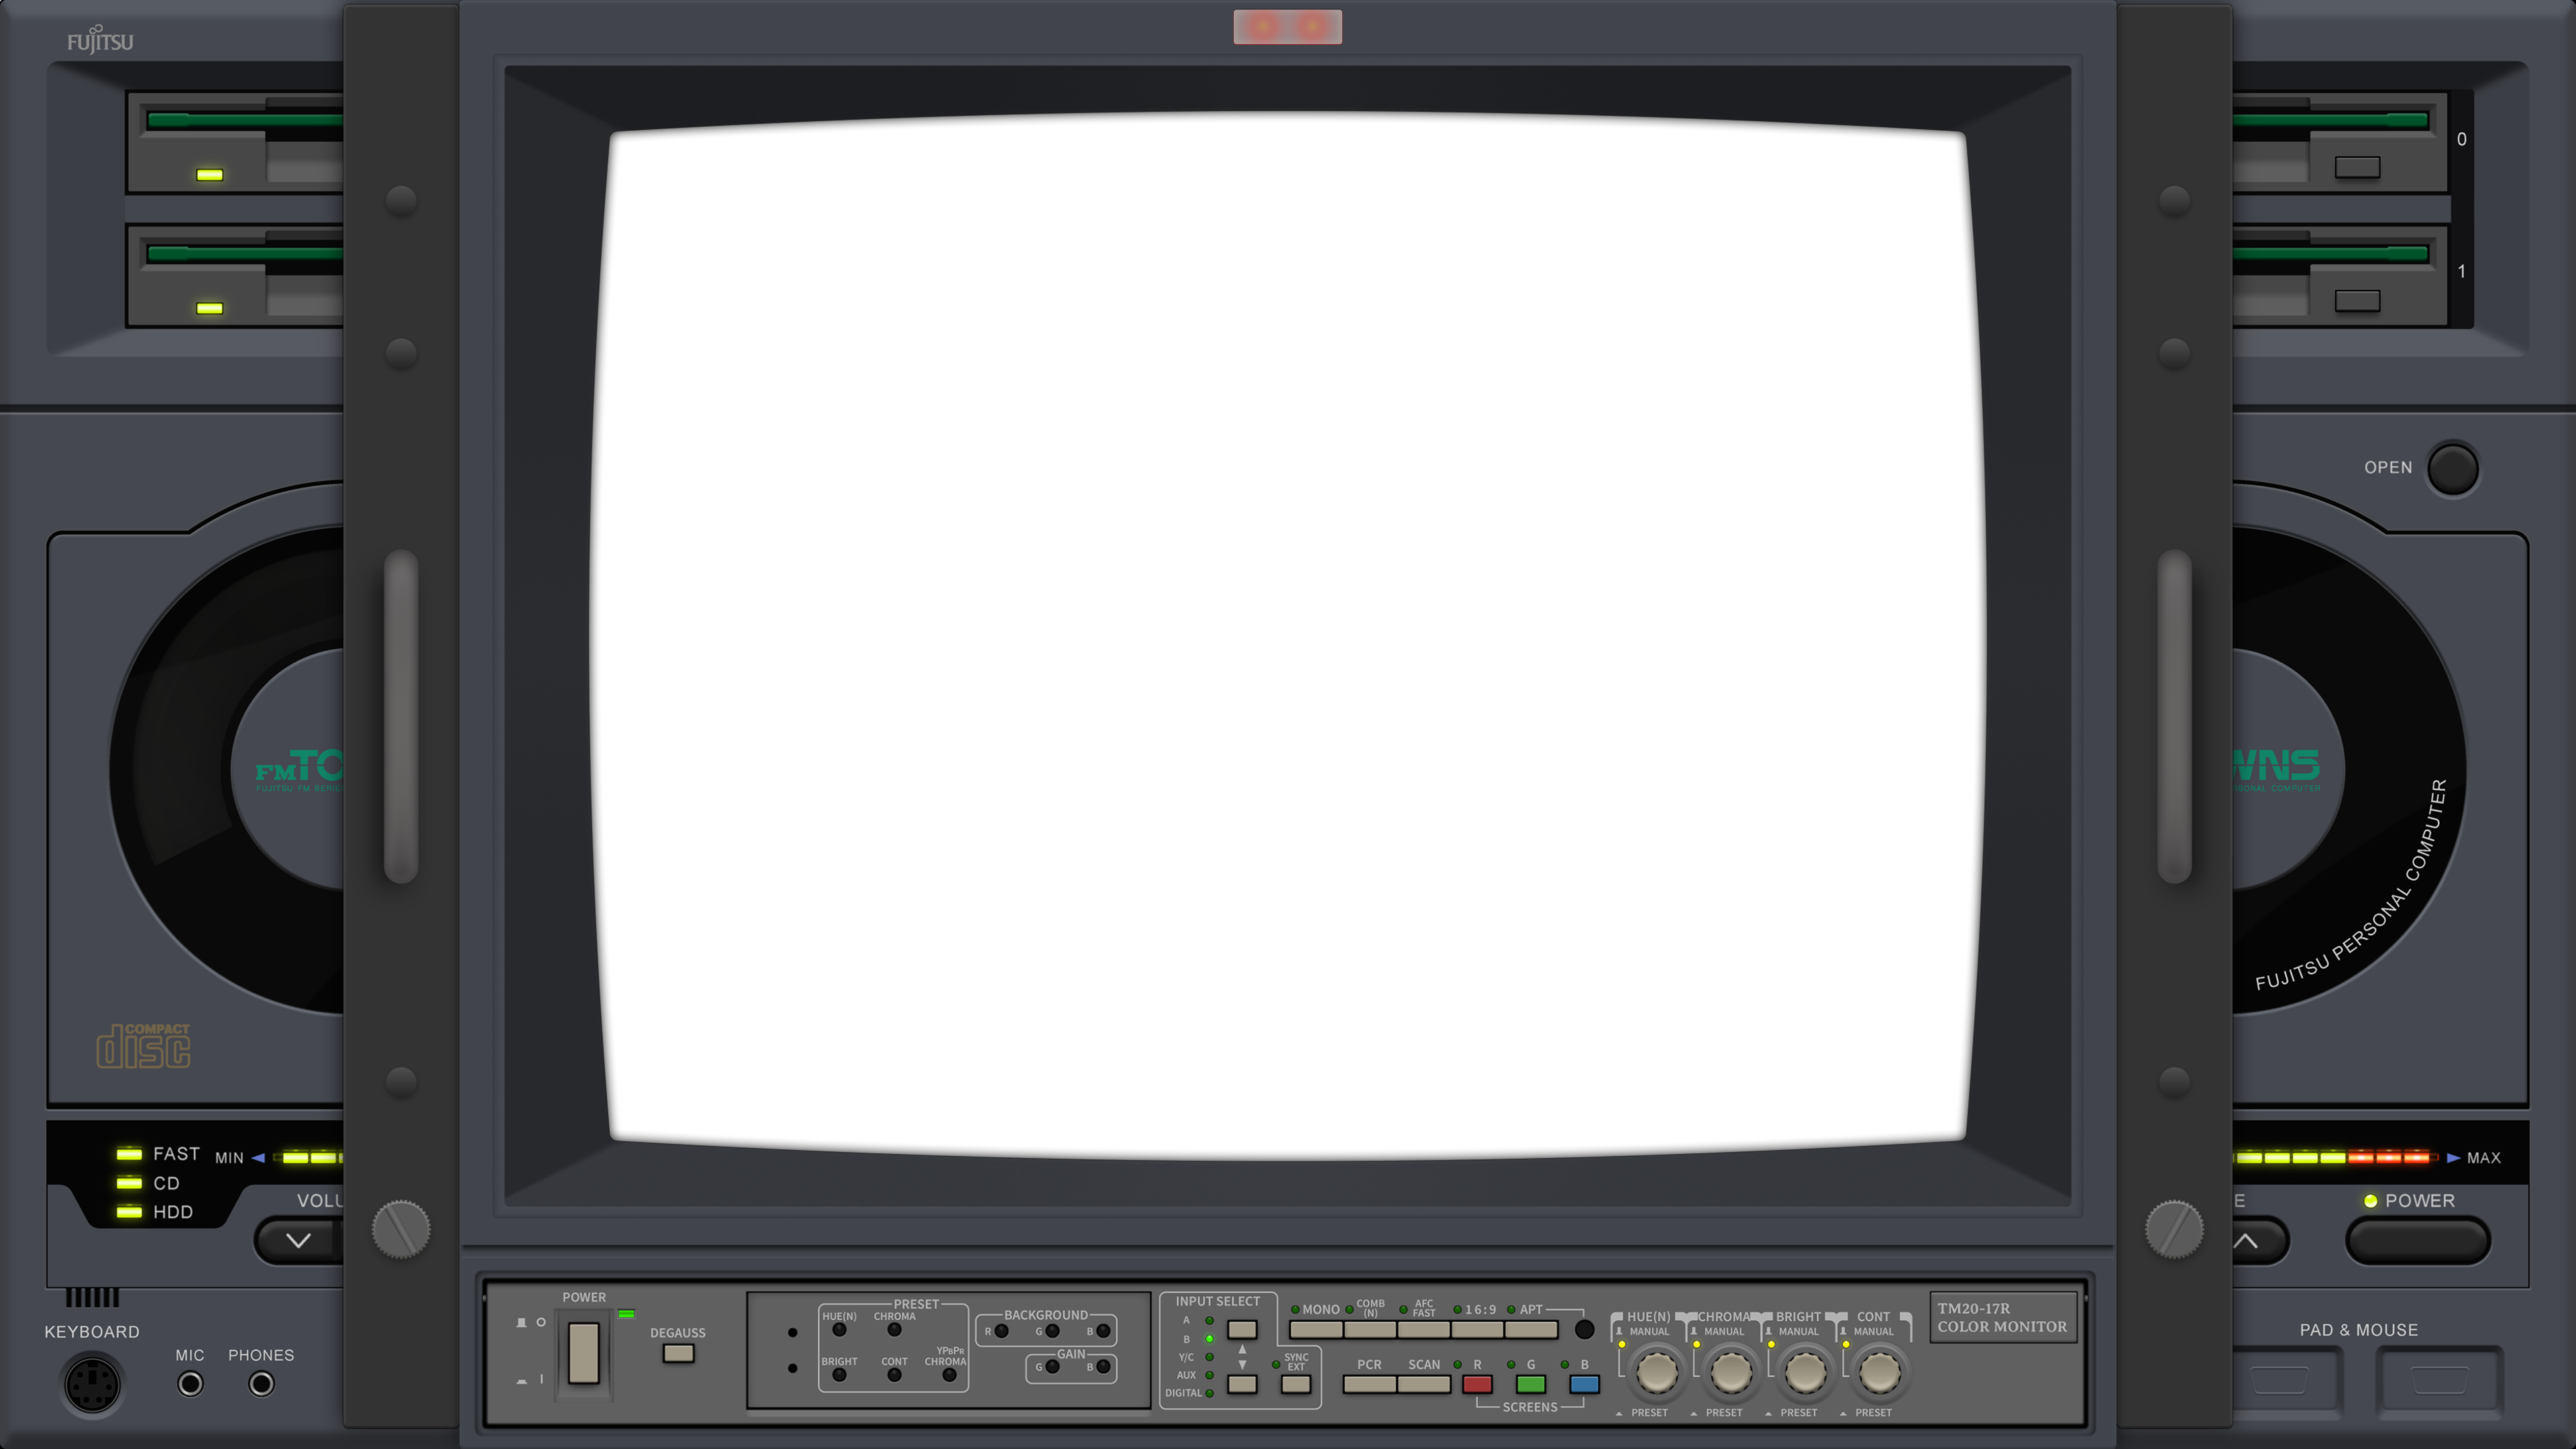 FUJITSU
0
1
OPEN
FMTO
WNS
FUJITSU FM SERIE
SONAL COMPUTER
FUJITSU PERSONAL COMPUTER
COMPACT
disc
FAST
MIN
CD
HDD
VOLU
MAX
E
POWER
KEYBOARD
MIC
PHONES
PAD & MOUSE
POWER
DEGAUSS
PRESET
HUE(N)
CHROMA
BRIGHT
CONT
YPBPR
CHROMA
BACKGROUND
R
G
B
GAIN
G
B
INPUT SELECT
A
B
Y/C
AUX
DIGITAL
SYNC
EXT
MONO
COMB
(N)
AFC
FAST
16:9
APT
PCR
SCAN
R
G
B
SCREENS
HUE(N)
CHROMA
BRIGHT
CONT
MANUAL
MANUAL
MANUAL
MANUAL
PRESET
PRESET
PRESET
PRESET
TM20-17R
COLOR MONITOR